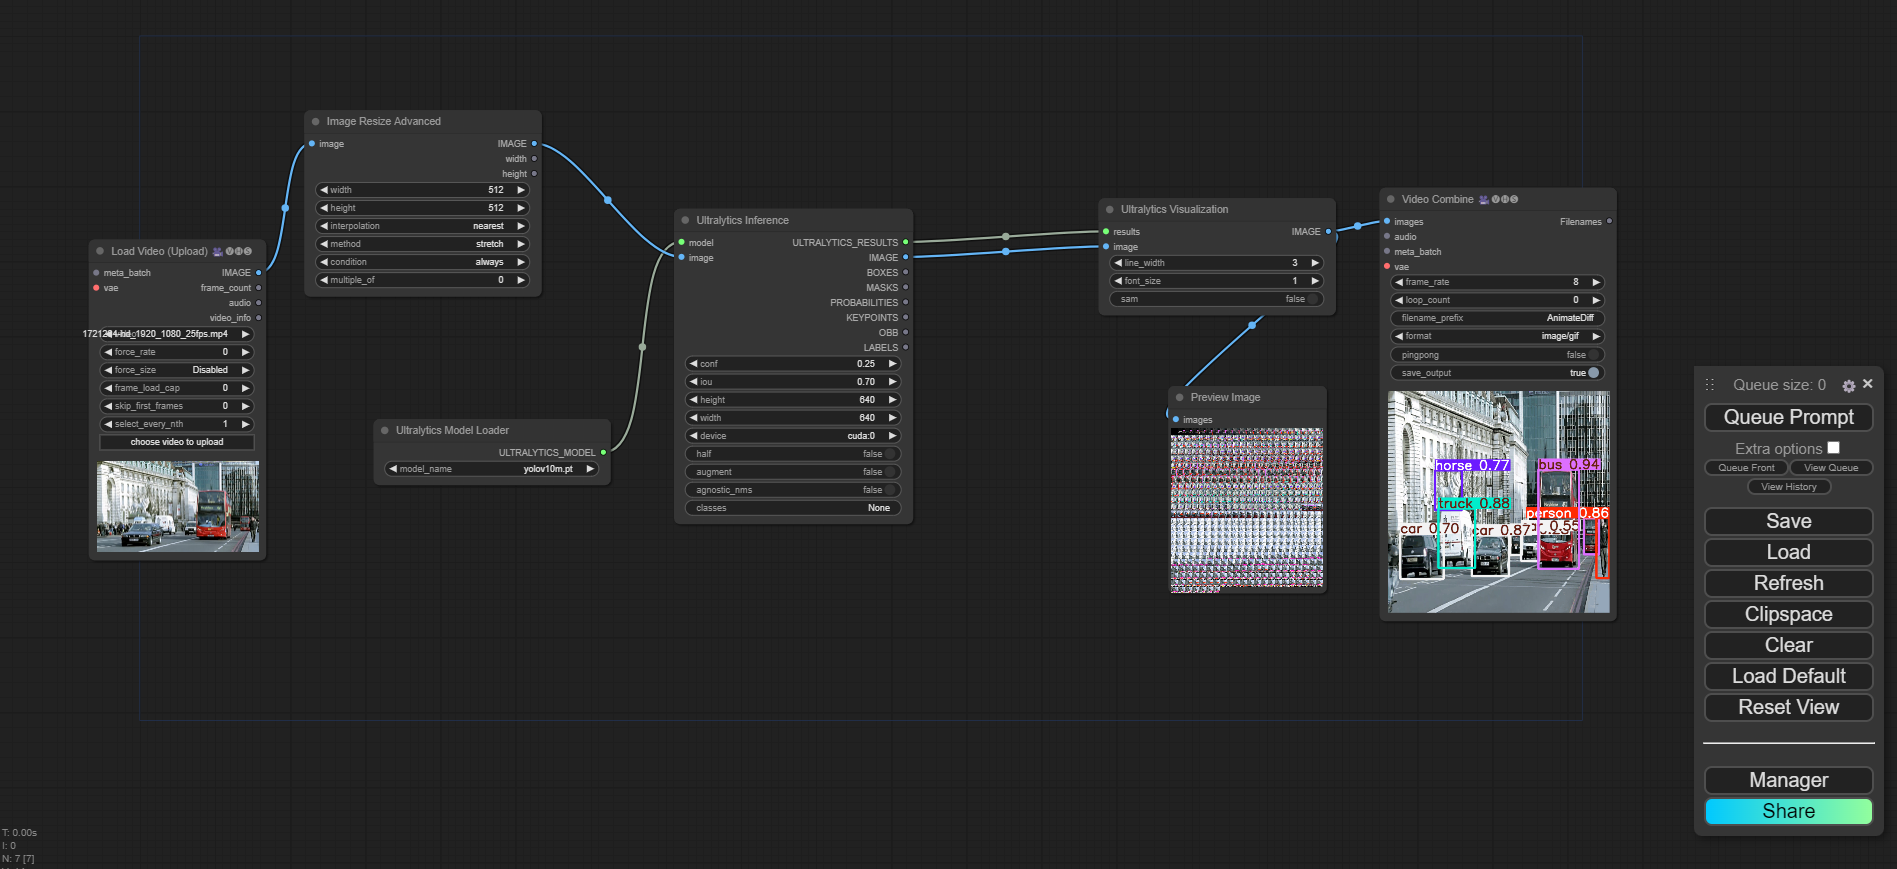 Image Resize Advanced
image IMAGE
width
height
width 512
height 512
interpolation nearest
method stretch
condition always
multiple_of 0
Load Video (Upload) VHS
meta_batch IMAGE
vae frame_count
audio
video_info
hd_1920_1080_25fps.mp4
force_rate 0
force_size Disabled
frame_load_cap 0
skip_first_frames 0
select_every_nth 1
choose video to upload
Ultralytics Model Loader
ULTRALYTICS_MODEL
model_name yolov10m.pt
Ultralytics Inference
model ULTRALYTICS_RESULTS
image IMAGE
BOXES
MASKS
PROBABILITIES
KEYPOINTS
OBB
LABELS
conf 0.25
iou 0.70
height 640
width 640
device cuda:0
half false
augment false
agnostic_nms false
classes None
Ultralytics Visualization
results IMAGE
image
line_width 3
font_size 1
sam false
Preview Image
images
Video Combine VHS
images Filenames
audio
meta_batch
vae
frame_rate 8
loop_count 0
filename_prefix AnimateDiff
format image/gif
pingpong false
save_output true
horse 0.77
bus 0.94
truck 0.88
person 0.86
car 0.70
car 0.87
0.55
Queue size: 0
Queue Prompt
Extra options
Queue Front View Queue
View History
Save
Load
Refresh
Clipspace
Clear
Load Default
Reset View
Manager
Share
T: 0.00s
I: 0
N: 7 [7]